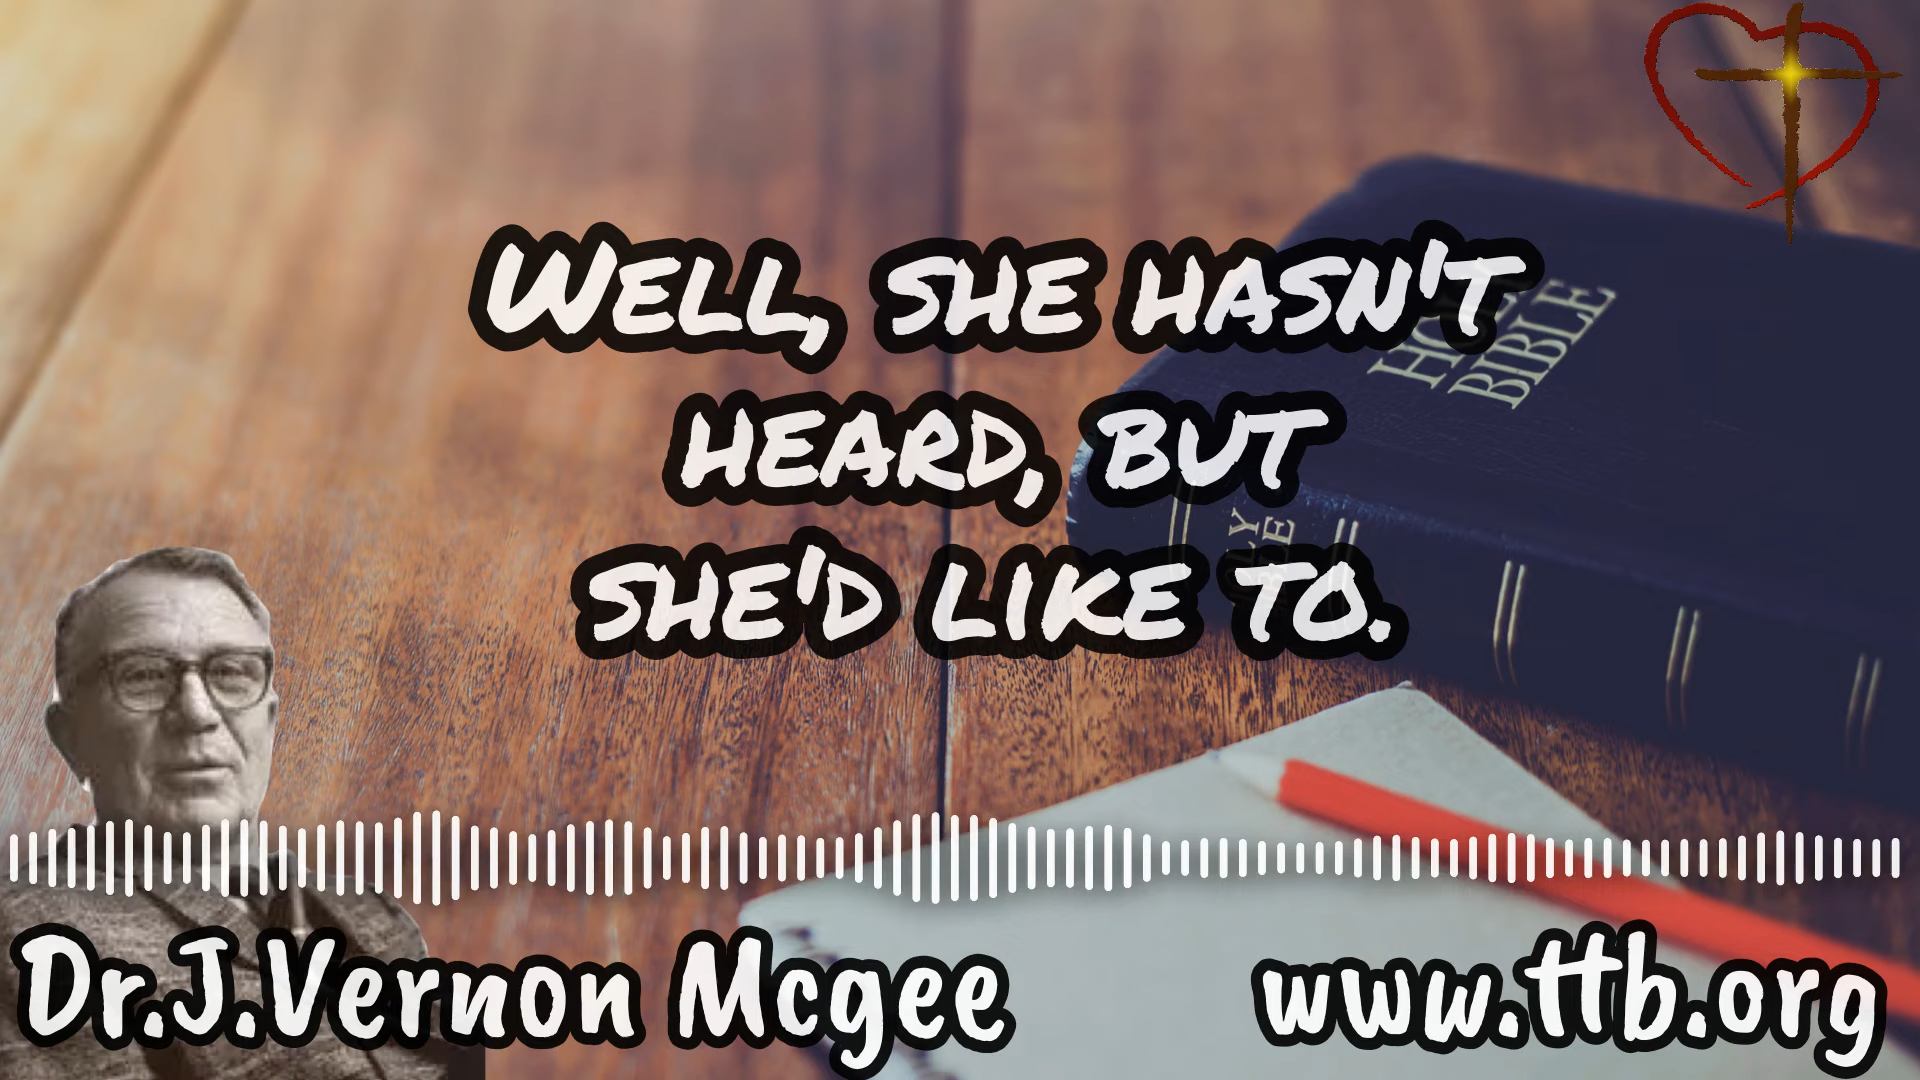 Well, she hasn't
heard, but
she'd like to.
HOLY
BIBLE
Dr.J.Vernon Mcgee
www.ttb.org